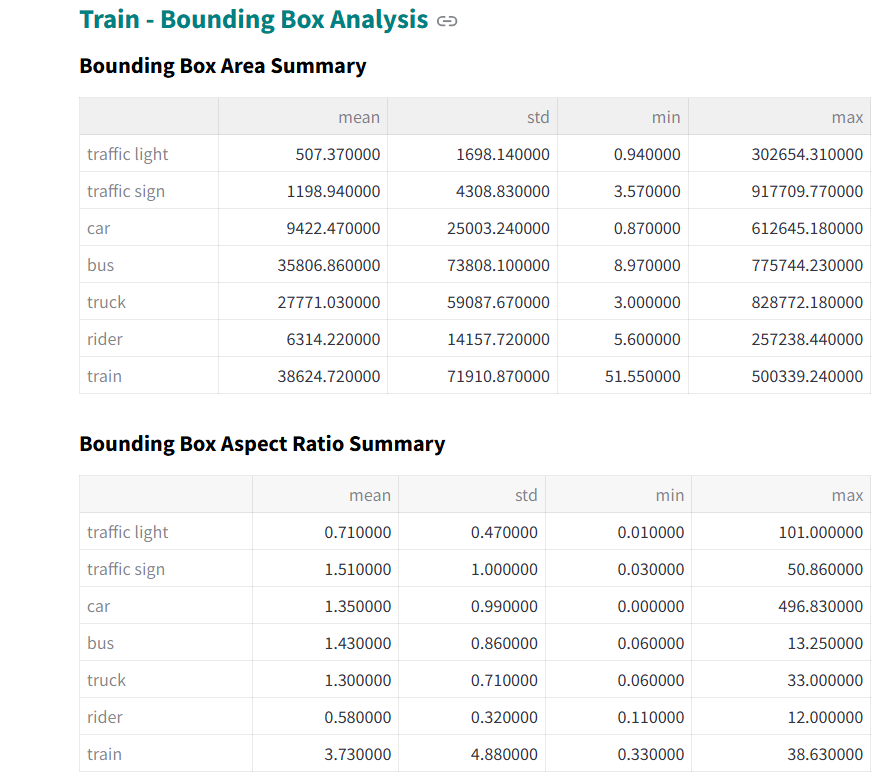 Train - Bounding Box Analysis
Bounding Box Area Summary
mean std min max
traffic light 507.370000 1698.140000 0.940000 302654.310000
traffic sign 1198.940000 4308.830000 3.570000 917709.770000
car 9422.470000 25003.240000 0.870000 612645.180000
bus 35806.860000 73808.100000 8.970000 775744.230000
truck 27771.030000 59087.670000 3.000000 828772.180000
rider 6314.220000 14157.720000 5.600000 257238.440000
train 38624.720000 71910.870000 51.550000 500339.240000
Bounding Box Aspect Ratio Summary
mean std min max
traffic light 0.710000 0.470000 0.010000 101.000000
traffic sign 1.510000 1.000000 0.030000 50.860000
car 1.350000 0.990000 0.000000 496.830000
bus 1.430000 0.860000 0.060000 13.250000
truck 1.300000 0.710000 0.060000 33.000000
rider 0.580000 0.320000 0.110000 12.000000
train 3.730000 4.880000 0.330000 38.630000